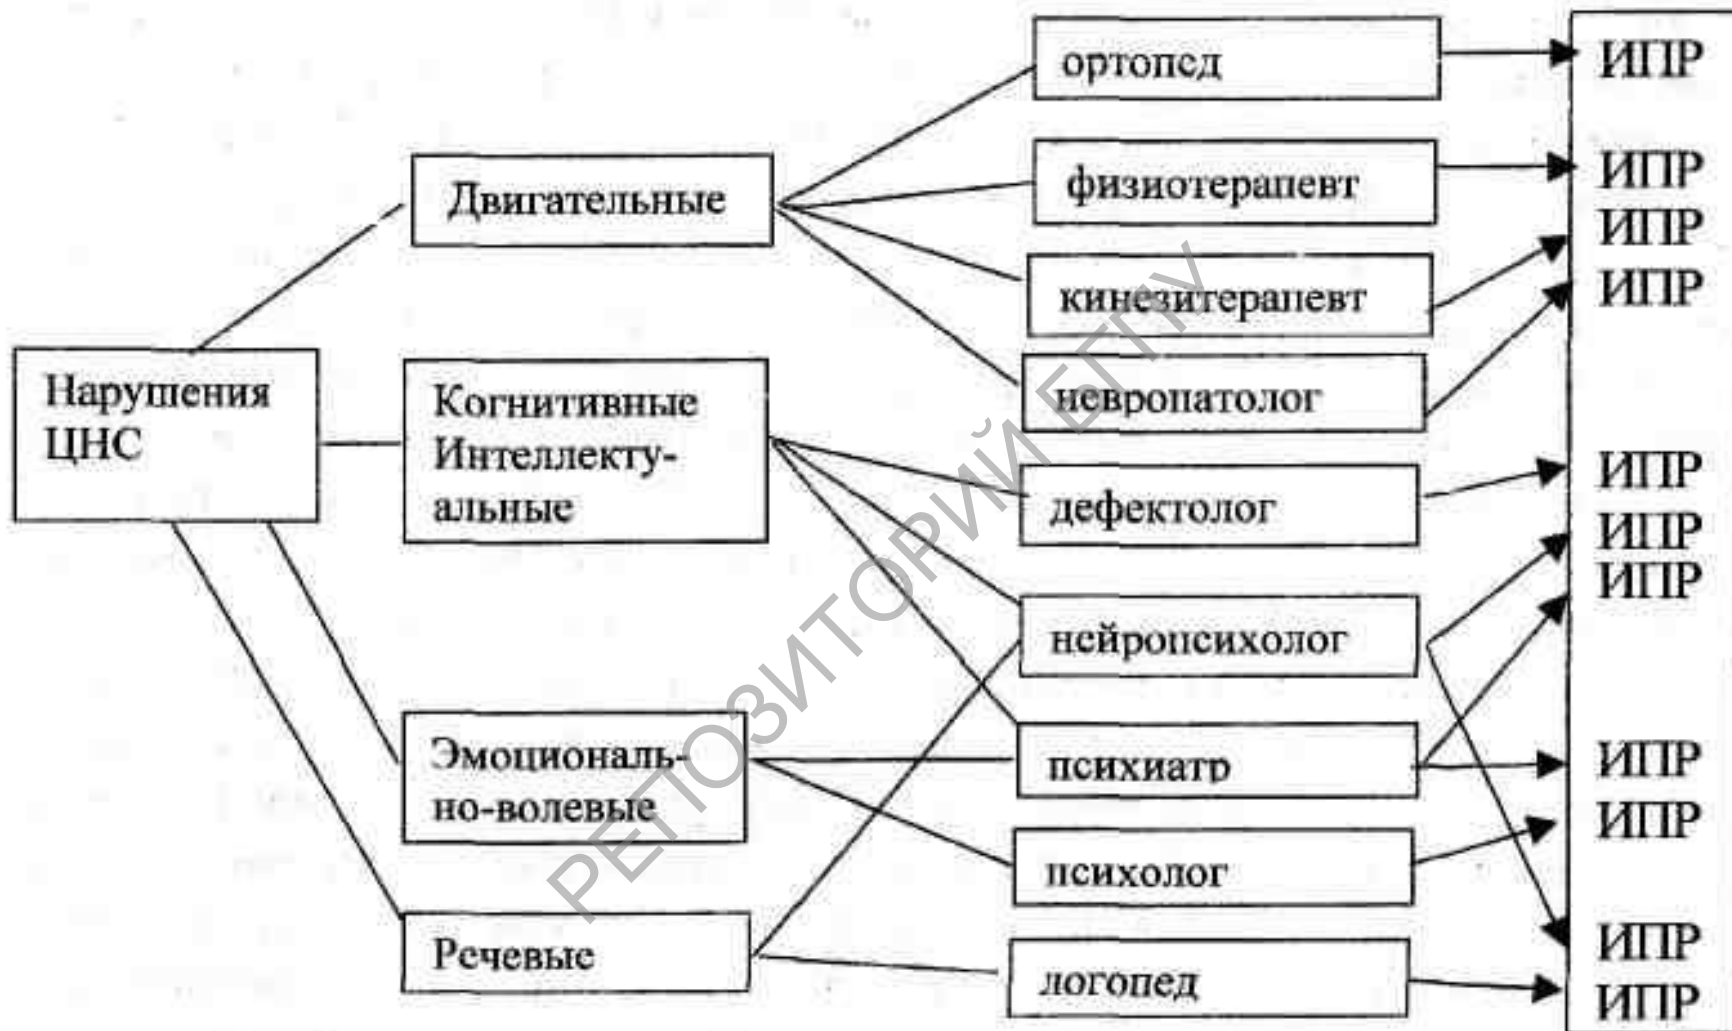 Нарушения
ЦНС
Двигательные
Когнитивные
Интеллекту-
альные
Эмоциональ-
но-волевые
Речевые
ортопед
физиотерапевт
кинезитерапевт
невропатолог
дефектолог
нейропсихолог
психиатр
психолог
логопед
ИПР
ИПР
ИПР
ИПР
ИПР
ИПР
ИПР
ИПР
ИПР
ИПР
ИПР
РЕПОЗИТОРИЙ БГПУ